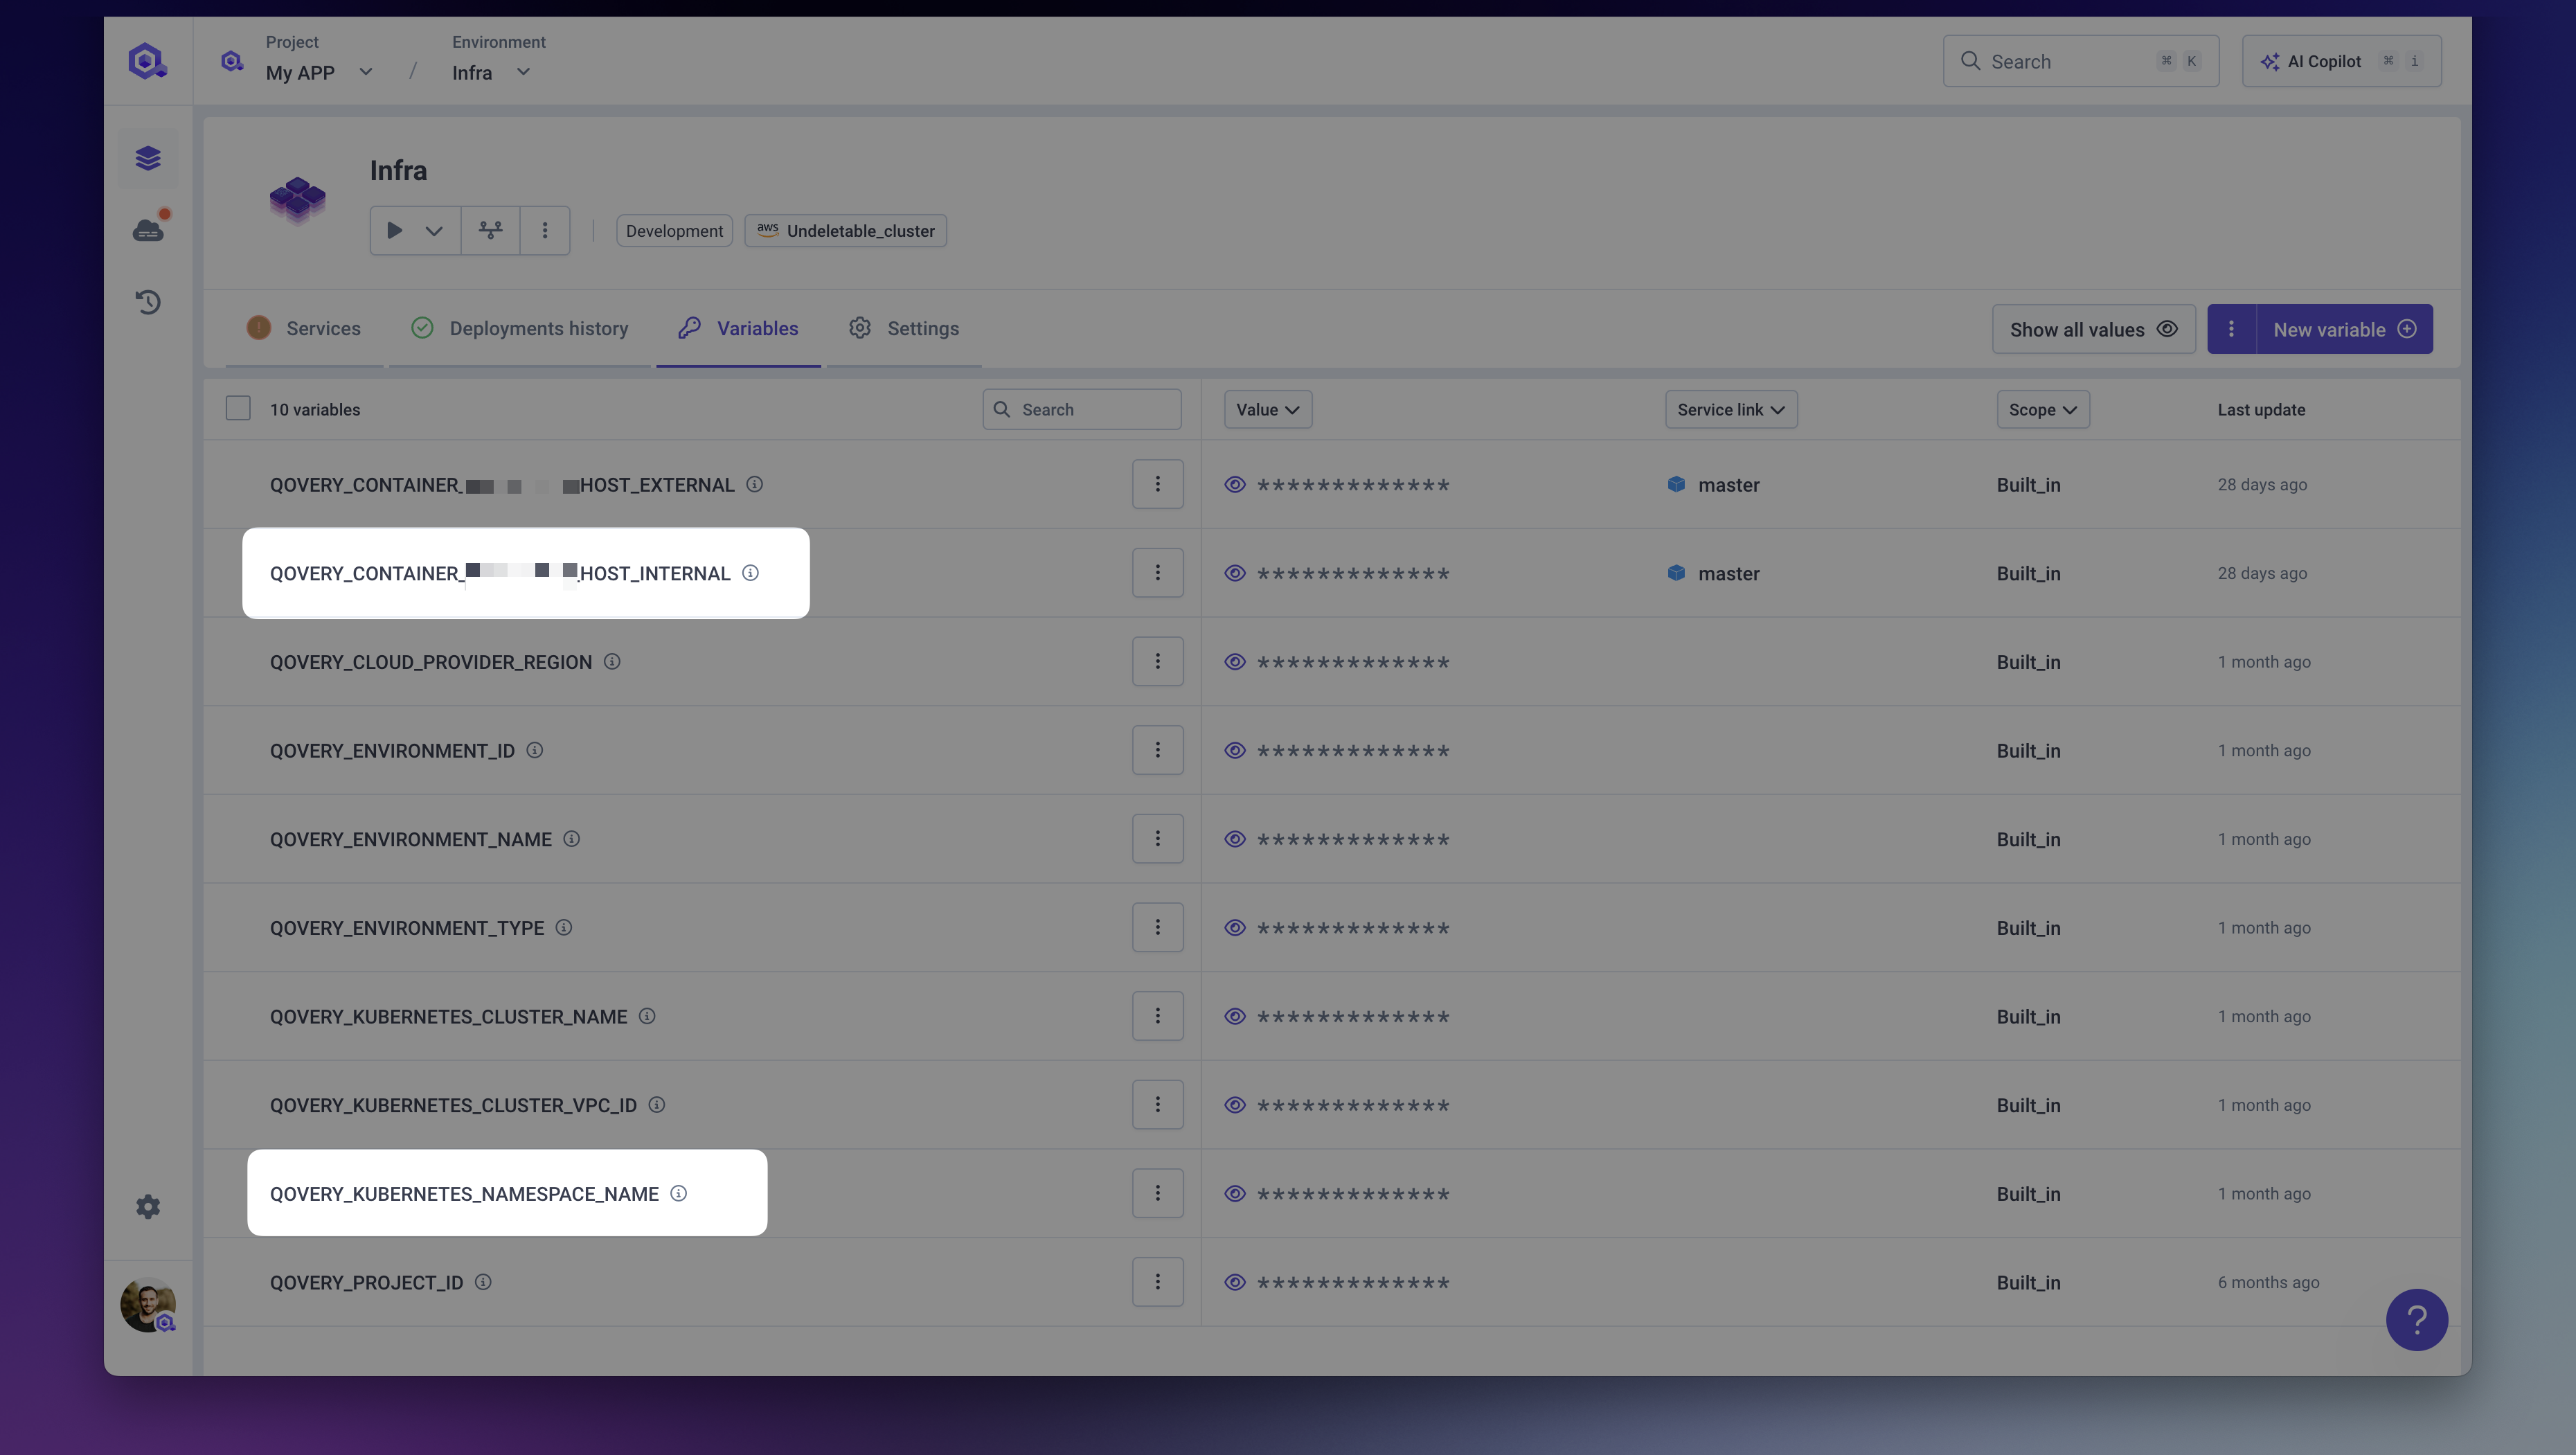 Project
My APP
/
Environment
Infra
Search
⌘ K
AI Copilot
⌘ i
Infra
Development
aws Undeletable_cluster
Services
Deployments history
Variables
Settings
Show all values
New variable
10 variables
Search
Value
Service link
Scope
Last update
QOVERY_CONTAINER_ HOST_EXTERNAL
*************
master
Built_in
28 days ago
QOVERY_CONTAINER_ _HOST_INTERNAL
*************
master
Built_in
28 days ago
QOVERY_CLOUD_PROVIDER_REGION
*************
Built_in
1 month ago
QOVERY_ENVIRONMENT_ID
*************
Built_in
1 month ago
QOVERY_ENVIRONMENT_NAME
*************
Built_in
1 month ago
QOVERY_ENVIRONMENT_TYPE
*************
Built_in
1 month ago
QOVERY_KUBERNETES_CLUSTER_NAME
*************
Built_in
1 month ago
QOVERY_KUBERNETES_CLUSTER_VPC_ID
*************
Built_in
1 month ago
QOVERY_KUBERNETES_NAMESPACE_NAME
*************
Built_in
1 month ago
QOVERY_PROJECT_ID
*************
Built_in
6 months ago
?